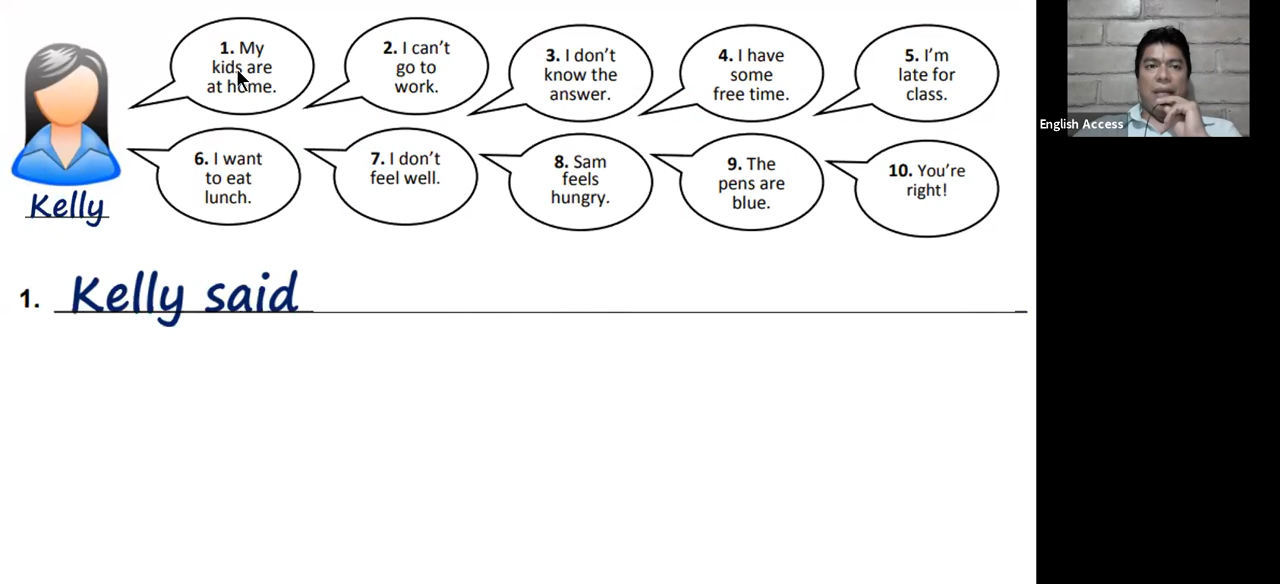 1. My
kids are
at home.
2. I can't
go to
work.
3. I don't
know the
answer.
4. I have
some
free time.
5. I'm
late for
class.
English Access
6. I want
to eat
lunch.
7. I don't
feel well.
8. Sam
feels
hungry.
9. The
pens are
blue.
10. You're
right!
Kelly
1. Kelly said